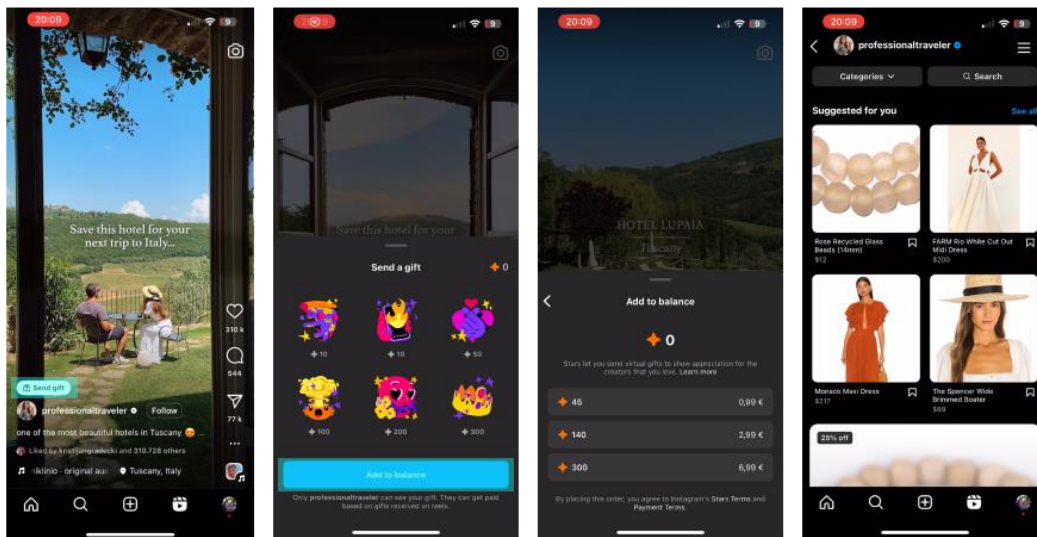 20:09
9
Save this hotel for your
next trip to Italy...
310 k
544
77 k
Send gift
professionaltraveler
Follow
one of the most beautiful hotels in Tuscany 😍 ...
Liked by kristjangradecki and 310.728 others
niklinio · original au
Tuscany, Italy
9
Save this hotel for your
Send a gift
0
10
10
50
100
200
300
Add to balance
Only professionaltraveler can see your gift. They can get paid
based on gifts received on reels.
20:09
9
HOTEL LUPAIA
Tuscany
Add to balance
0
Stars let you send virtual gifts to show appreciation for the
creators that you love. Learn more
45
0,99 €
140
2,99 €
300
6,99 €
By placing this order, you agree to Instagram's Stars Terms and
Payment Terms.
20:09
9
professionaltraveler
Categories
Search
Suggested for you
See all
Rose Recycled Glass
Beads (14mm)
$12
FARM Rio White Cut Out
Midi Dress
$200
Monaco Maxi Dress
$217
The Spencer Wide
Brimmed Boater
$89
25% off